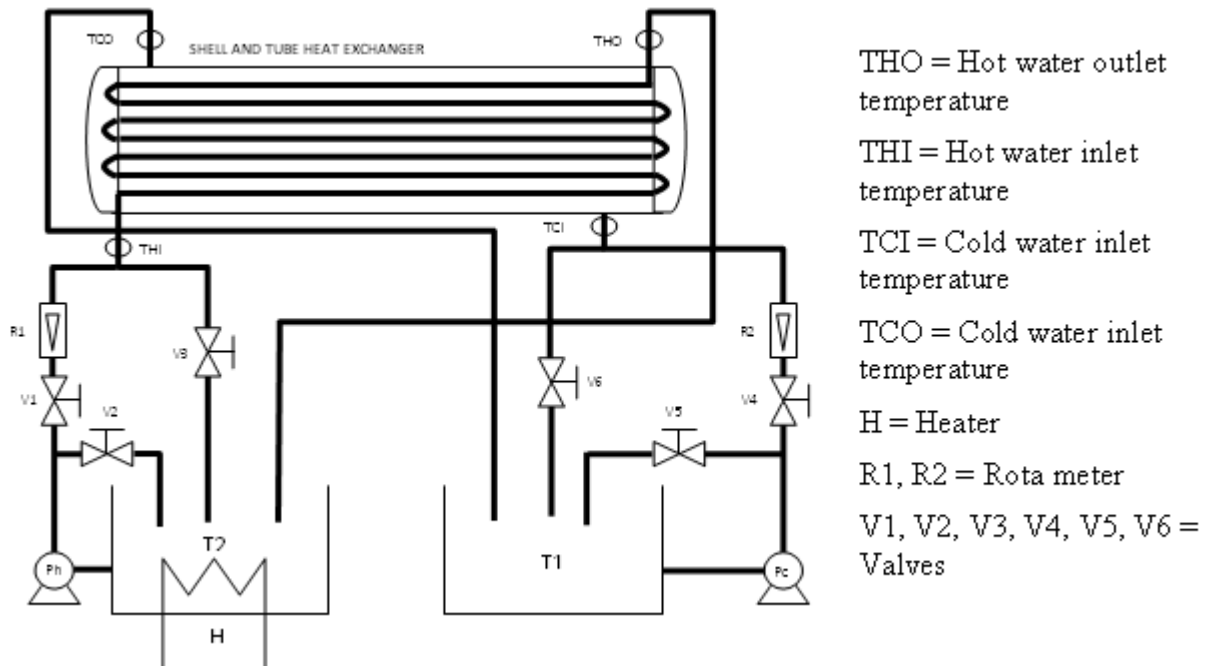 TCO
SHELL AND TUBE HEAT EXCHANGER
THO
THI
TCI
R1
V3
V1
V2
R2
V6
V4
V5
Ph
T2
H
T1
Pc
THO = Hot water outlet
temperature
THI = Hot water inlet
temperature
TCI = Cold water inlet
temperature
TCO = Cold water inlet
temperature
H = Heater
R1, R2 = Rota meter
V1, V2, V3, V4, V5, V6 =
Valves